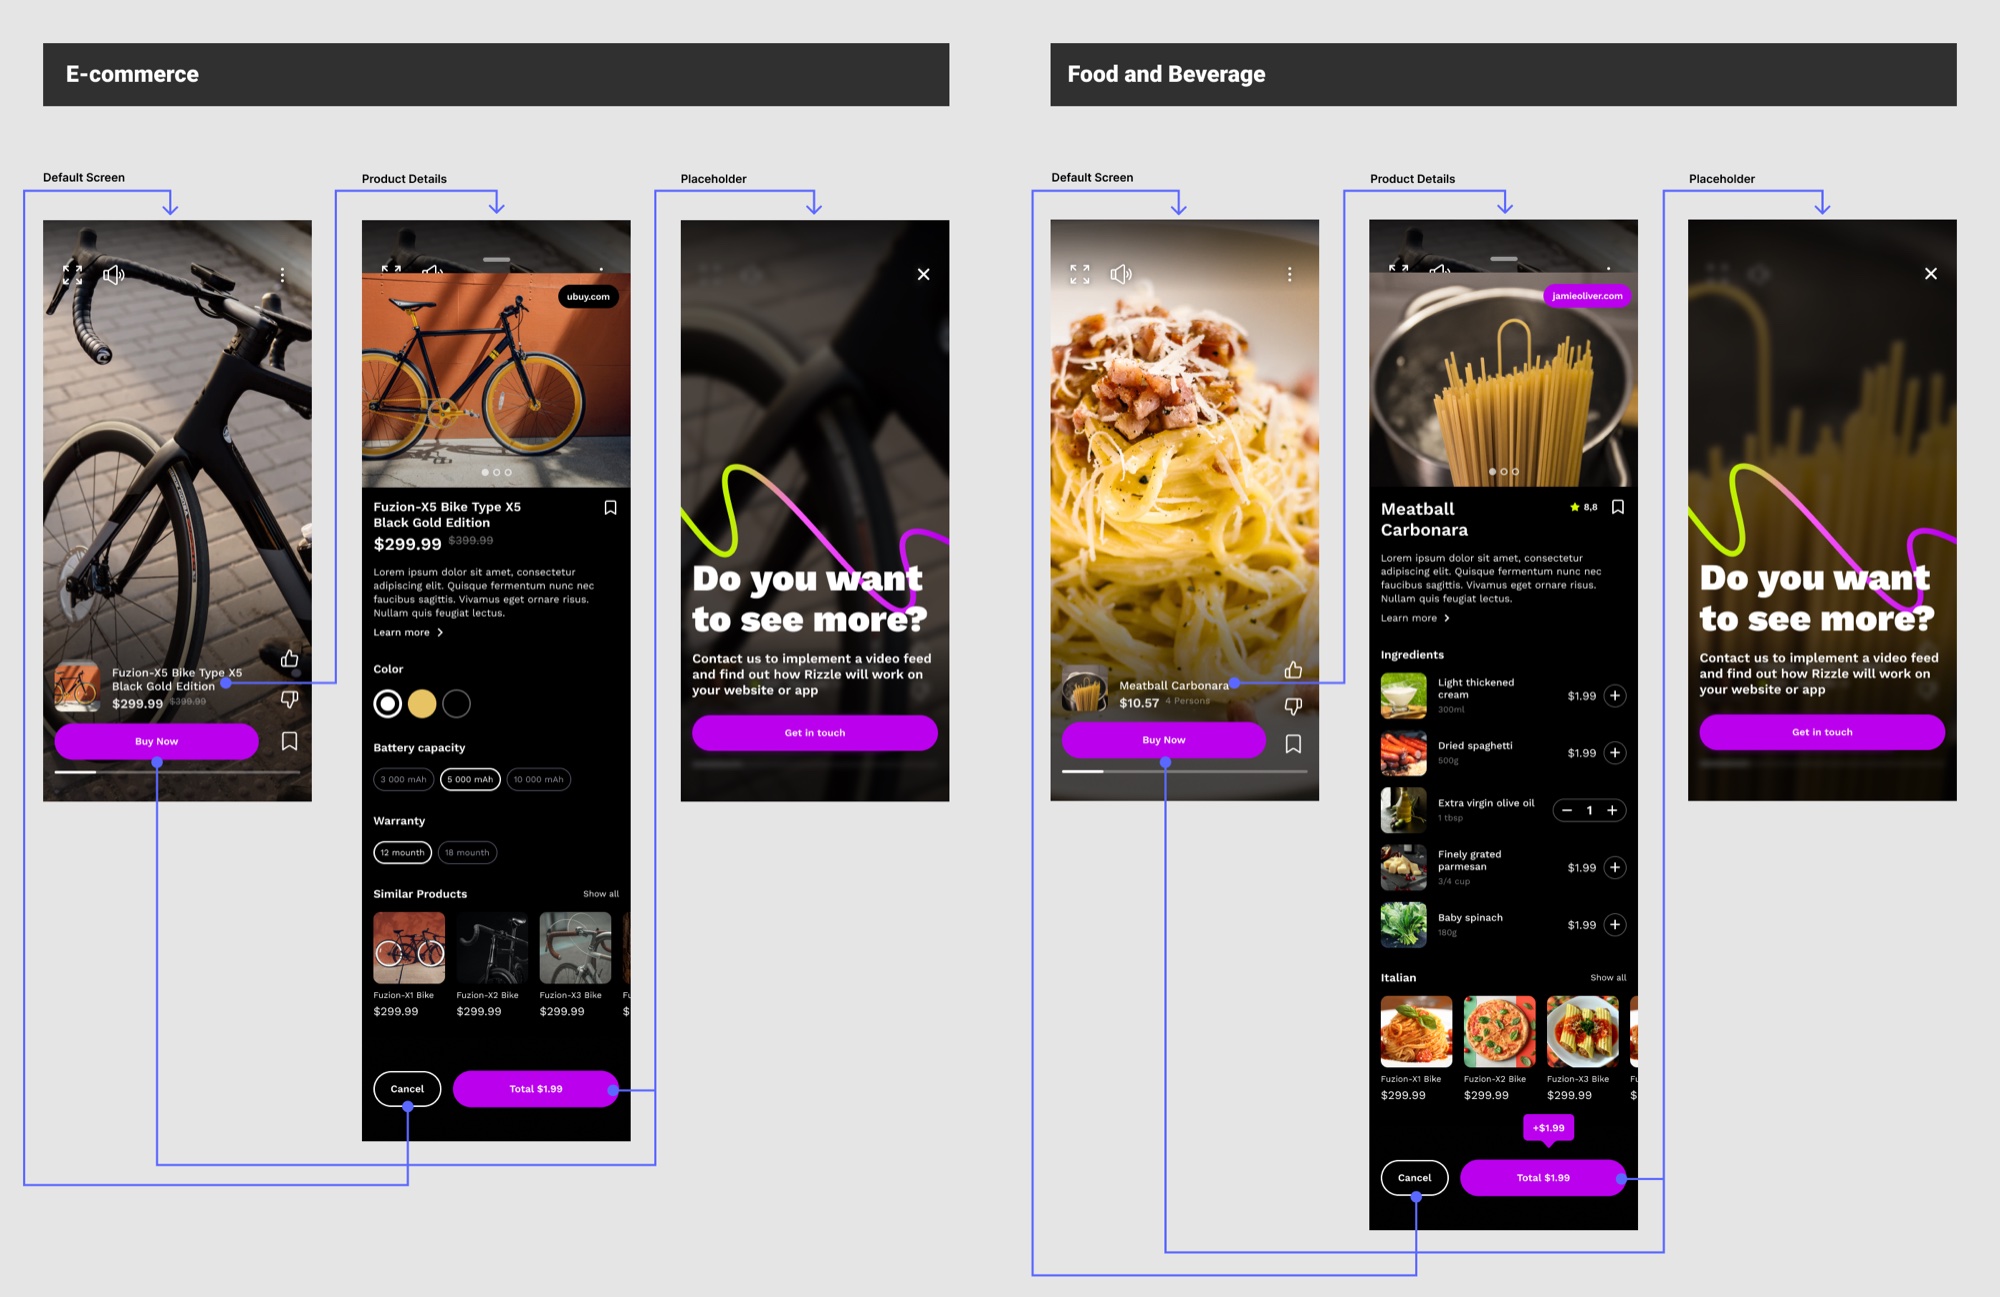 E-commerce
Default Screen
Fuzion-X5 Bike Type X5
Black Gold Edition
$299.99 $399.99
Buy Now
Product Details
ubuy.com
Fuzion-X5 Bike Type X5
Black Gold Edition
$299.99 $399.99
Lorem ipsum dolor sit amet, consectetur
adipiscing elit. Quisque fermentum nunc nec
faucibus sagittis. Vivamus eget ornare risus.
Nullam quis feugiat lectus.
Learn more
Color
Battery capacity
3 000 mAh 5 000 mAh 10 000 mAh
Warranty
12 mounth 18 mounth
Similar Products Show all
Fuzion-X1 Bike Fuzion-X2 Bike Fuzion-X3 Bike Fu
$299.99 $299.99 $299.99 $
Cancel Total $1.99
Placeholder
Do you want
to see more?
Contact us to implement a video feed
and find out how Rizzle will work on
your website or app
Get in touch
Food and Beverage
Default Screen
Meatball Carbonara
$10.57 4 Persons
Buy Now
Product Details
jamieoliver.com
Meatball
Carbonara
8,8
Lorem ipsum dolor sit amet, consectetur
adipiscing elit. Quisque fermentum nunc nec
faucibus sagittis. Vivamus eget ornare risus.
Nullam quis feugiat lectus.
Learn more
Ingredients
Light thickened
cream
300ml
$1.99
Dried spaghetti
500g
$1.99
Extra virgin olive oil
1 tbsp
1
Finely grated
parmesan
3/4 cup
$1.99
Baby spinach
180g
$1.99
Italian Show all
Fuzion-X1 Bike Fuzion-X2 Bike Fuzion-X3 Bike Fu
$299.99 $299.99 $299.99 $
+$1.99
Cancel Total $1.99
Placeholder
Do you want
to see more?
Contact us to implement a video feed
and find out how Rizzle will work on
your website or app
Get in touch